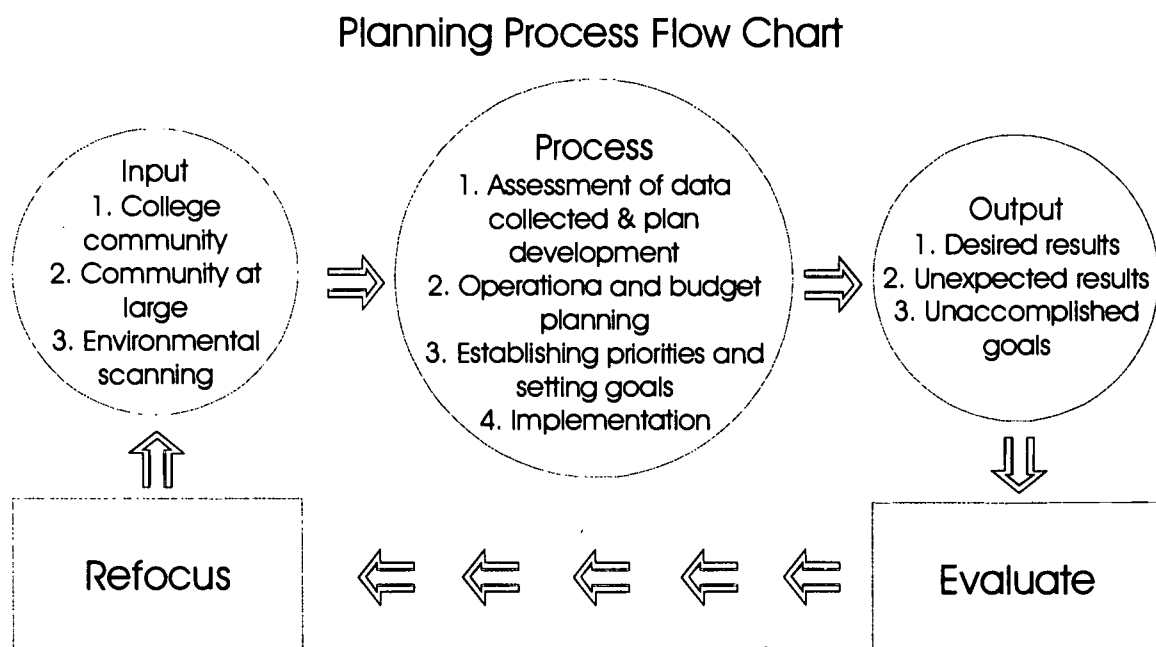 Planning Process Flow Chart
Input
1. College
community
2. Community at
large
3. Environmental
scanning
Process
1. Assessment of data
collected & plan
development
2. Operationa and budget
planning
3. Establishing priorities and
setting goals
4. Implementation
Output
1. Desired results
2. Unexpected results
3. Unaccomplished
goals
Refocus
Evaluate